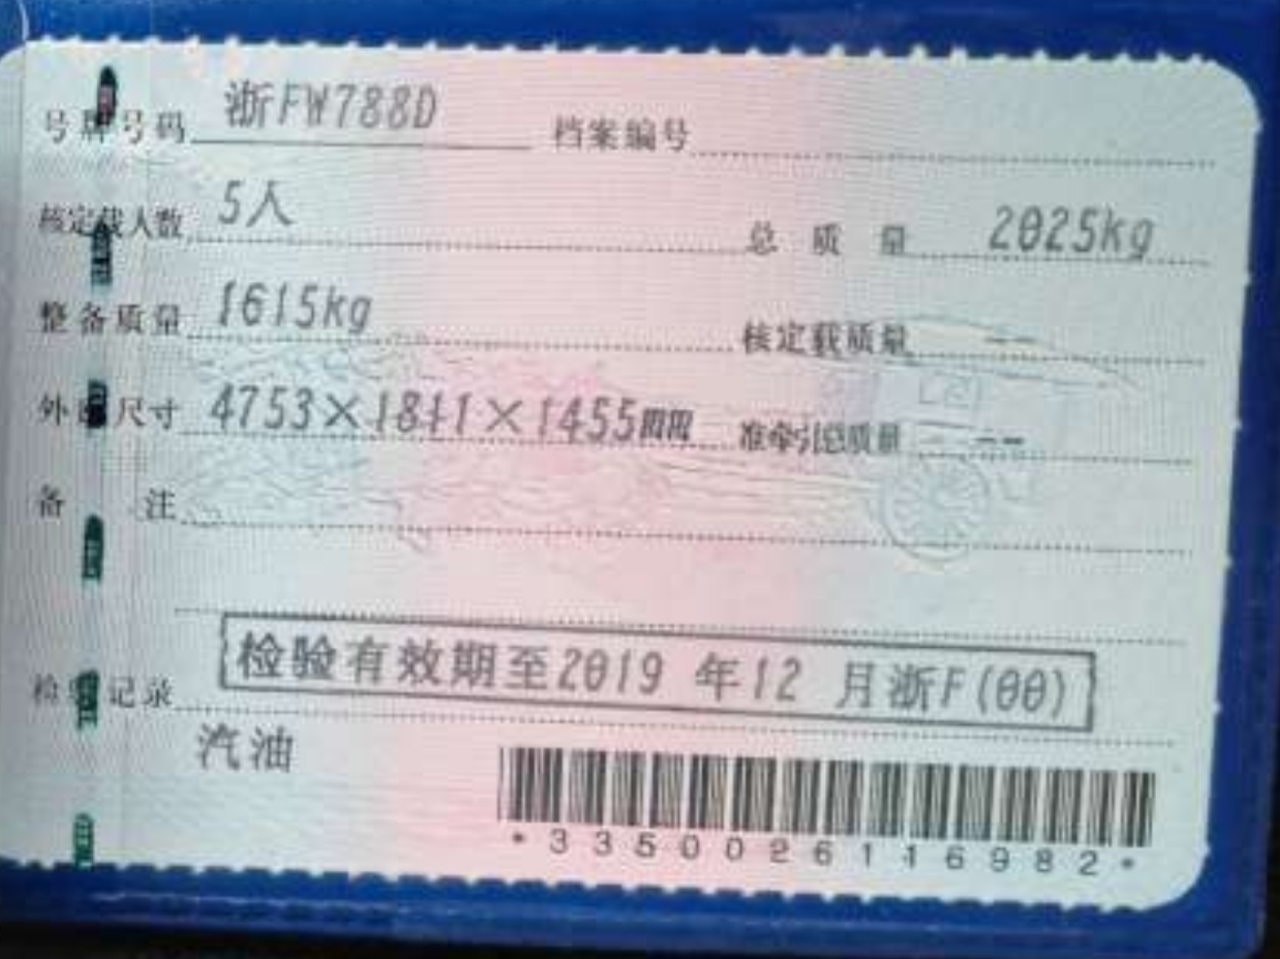 号牌号码 浙FW788D 档案编号
核定载人数 5人 总质量 2025kg
整备质量 1615kg 核定载质量 --
外廓尺寸 4753×1811×1455mm 准牵引总质量 --
备注
检验有效期至2019 年12 月浙F(00)
检验记录
汽油
*3350026116982*